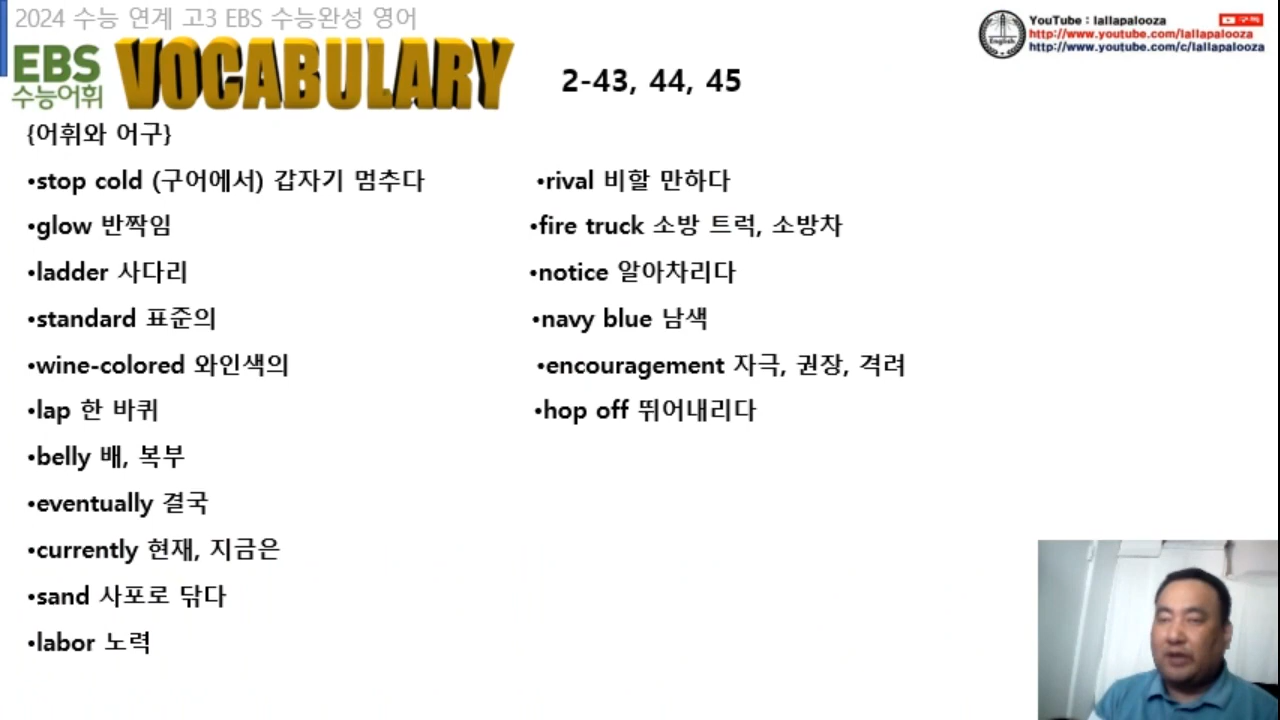 2024 수능 연계 고3 EBS 수능완성 영어
EBS
수능어휘
VOCABULARY
2-43, 44, 45
YouTube : lallapalooza
구독
http://www.youtube.com/lallapalooza
http://www.youtube.com/c/lallapalooza
English
{어휘와 어구}
•stop cold (구어에서) 갑자기 멈추다
•glow 반짝임
•ladder 사다리
•standard 표준의
•wine-colored 와인색의
•lap 한 바퀴
•belly 배, 복부
•eventually 결국
•currently 현재, 지금은
•sand 사포로 닦다
•labor 노력
•rival 비할 만하다
•fire truck 소방 트럭, 소방차
•notice 알아차리다
•navy blue 남색
•encouragement 자극, 권장, 격려
•hop off 뛰어내리다